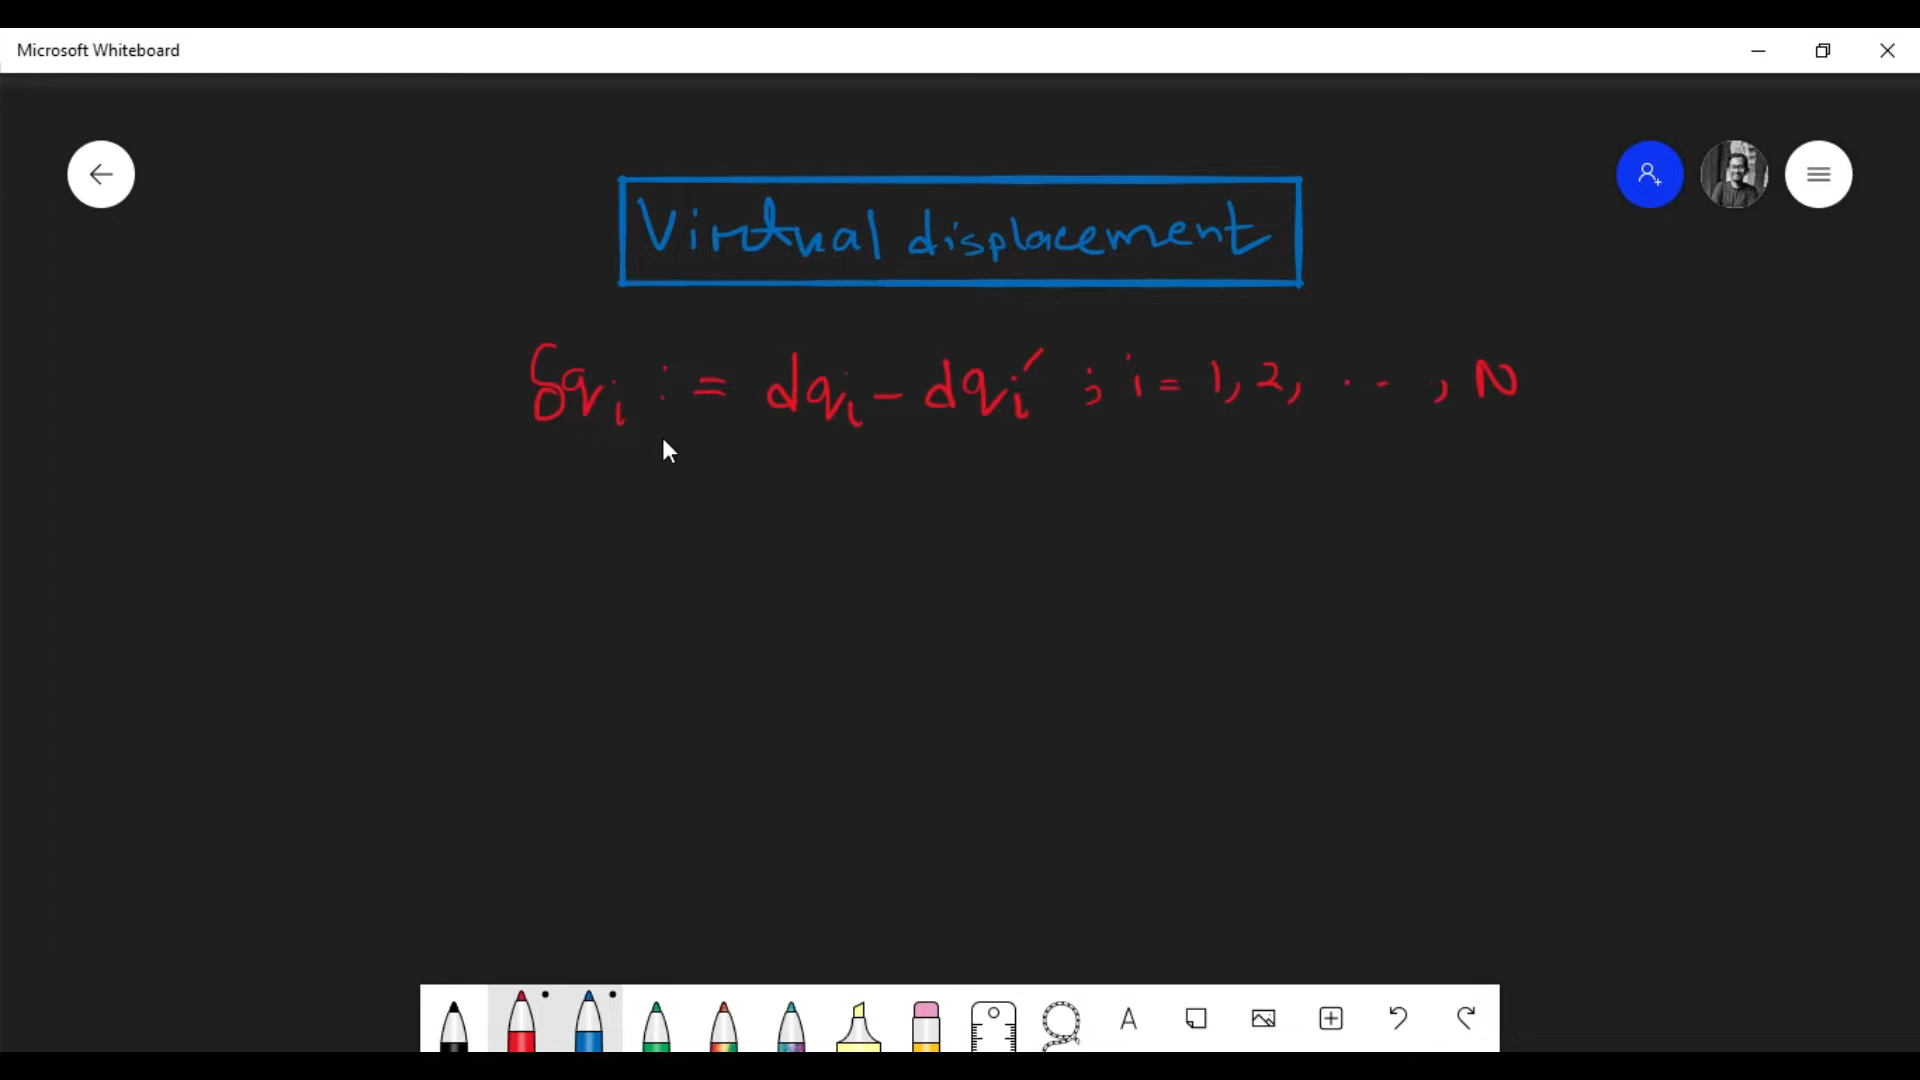 Microsoft Whiteboard
Virtual displacement
δqᵢ := dqᵢ - dqᵢ′ ; i = 1, 2, ... , N